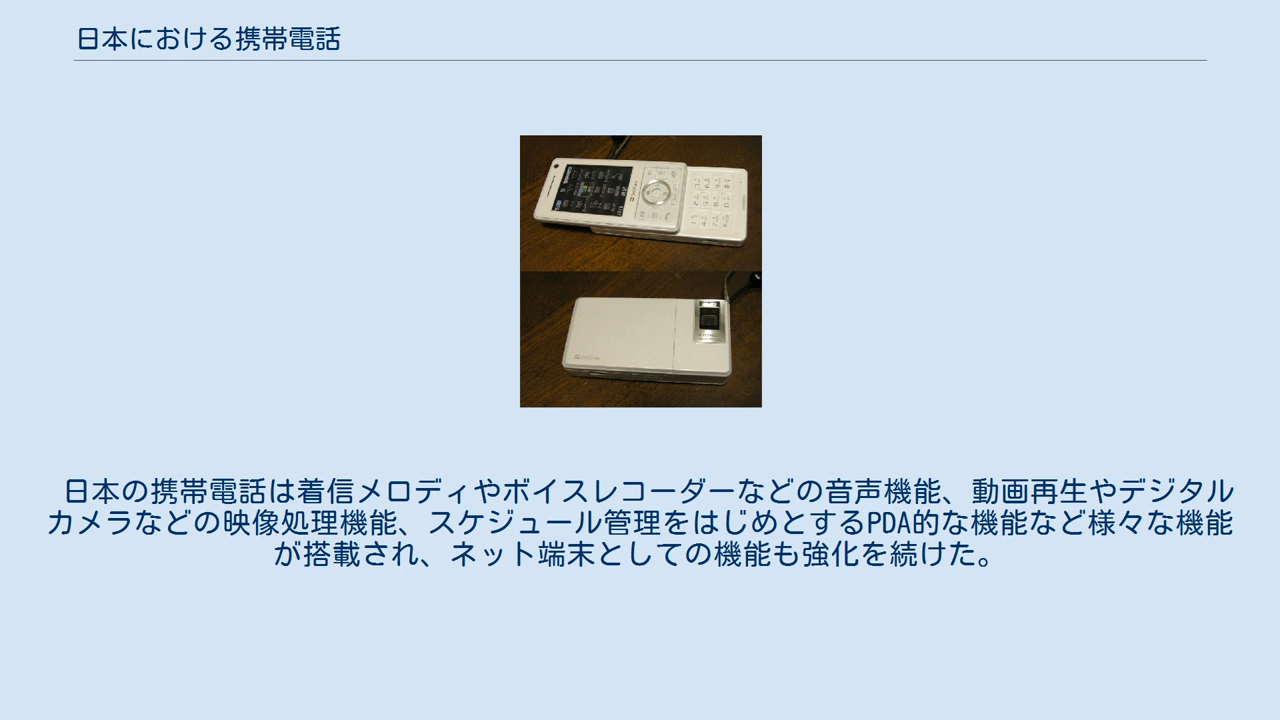 日本における携帯電話
日本の携帯電話は着信メロディやボイスレコーダーなどの音声機能、動画再生やデジタル
カメラなどの映像処理機能、スケジュール管理をはじめとするPDA的な機能など様々な機能
が搭載され、ネット端末としての機能も強化を続けた。